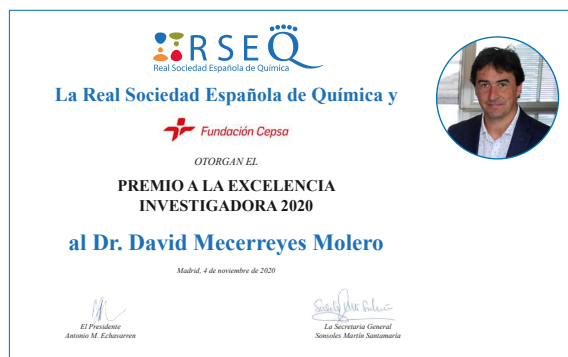 RSEQ
Real Sociedad Española de Química
La Real Sociedad Española de Química y
Fundación Cepsa
OTORGAN EL
PREMIO A LA EXCELENCIA
INVESTIGADORA 2020
al Dr. David Mecerreyes Molero
Madrid, 4 de noviembre de 2020
El Presidente
Antonio M. Echavarren
La Secretaria General
Sonsoles Martín Santamaría